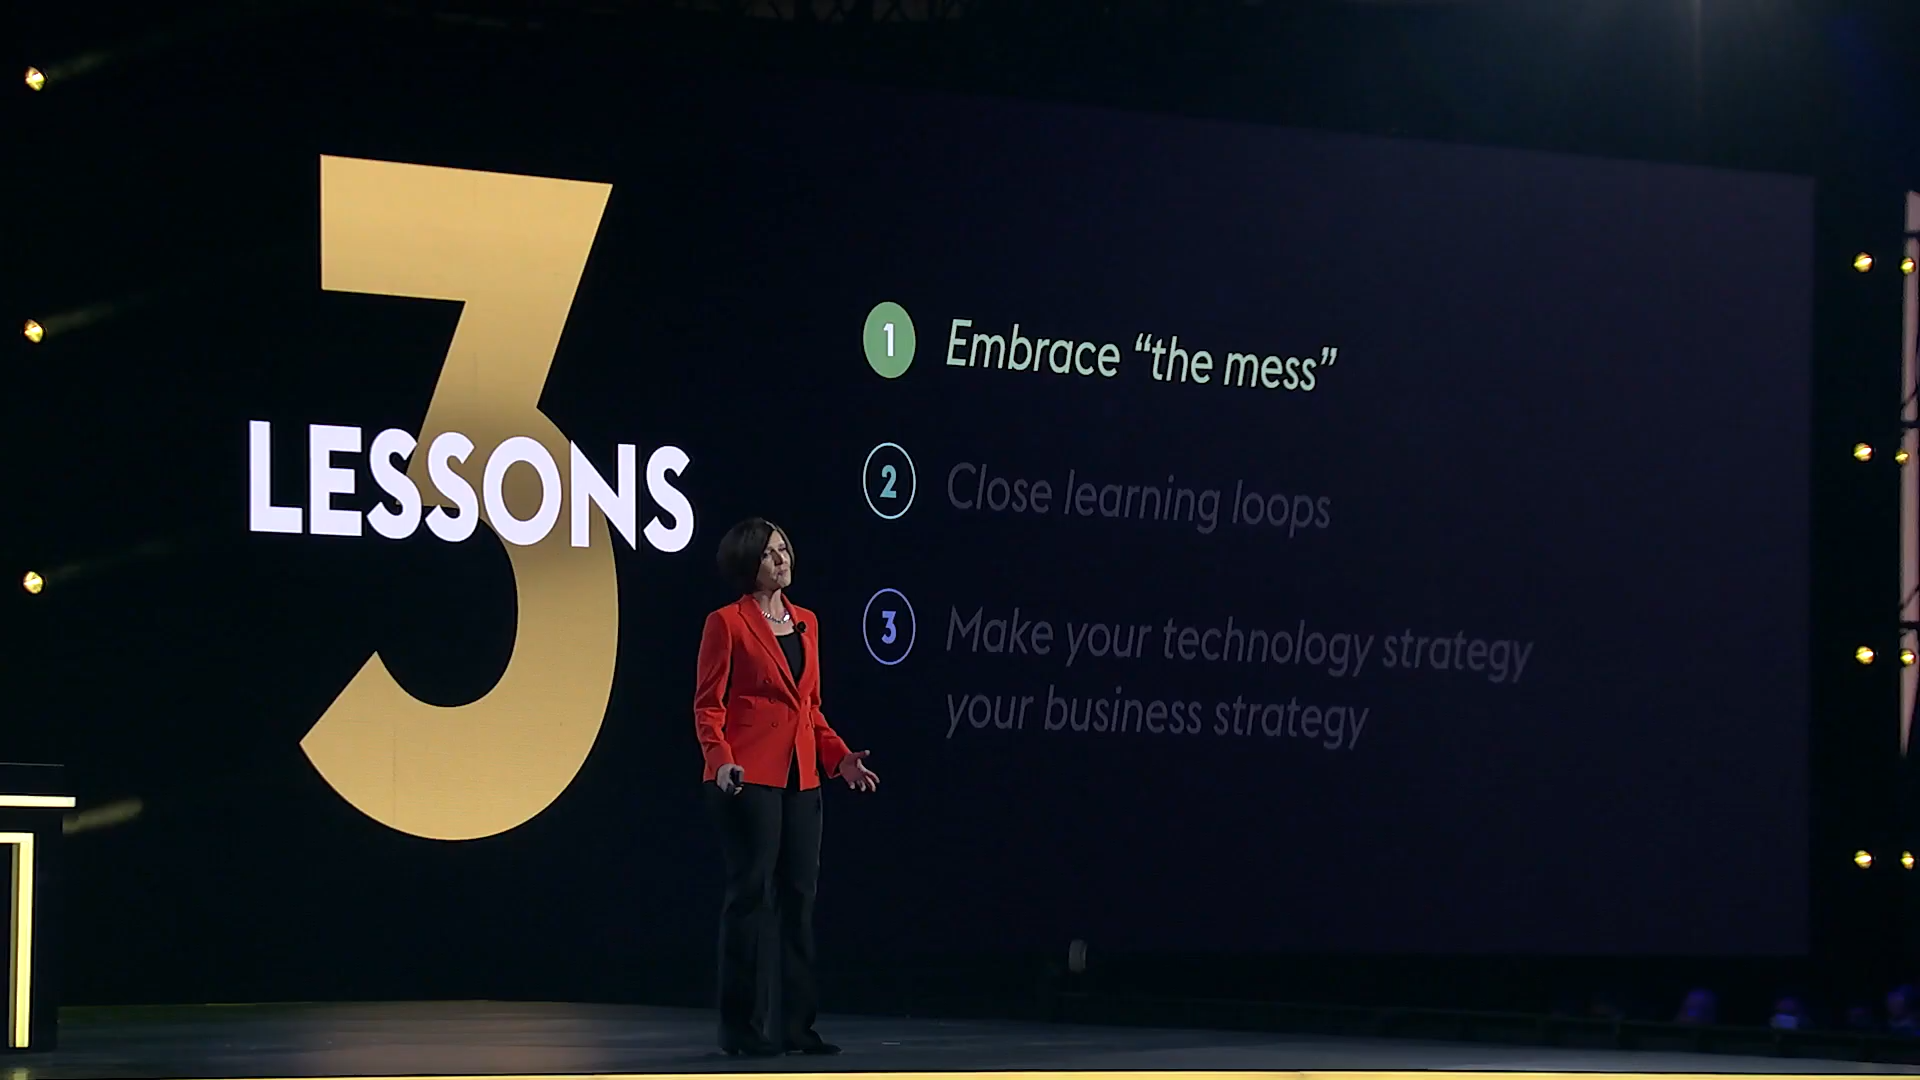 3
LESSONS
1 Embrace “the mess”
2 Close learning loops
3 Make your technology strategy
your business strategy